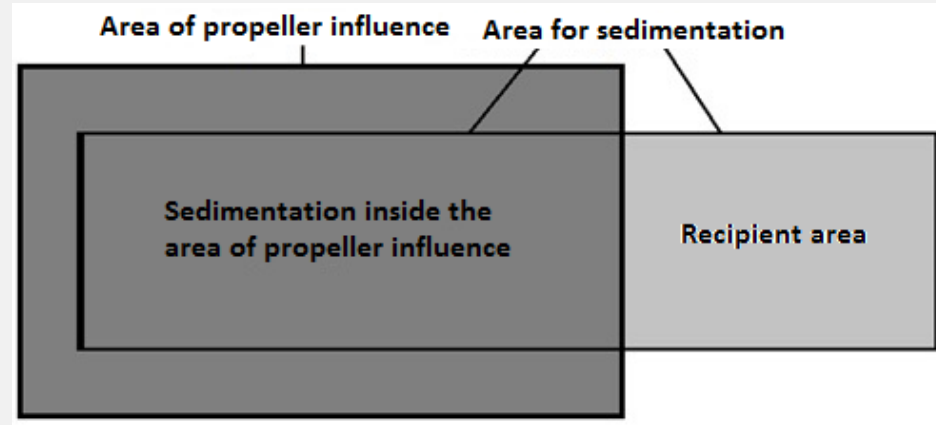 Area of propeller influence
Area for sedimentation
Sedimentation inside the
area of propeller influence
Recipient area